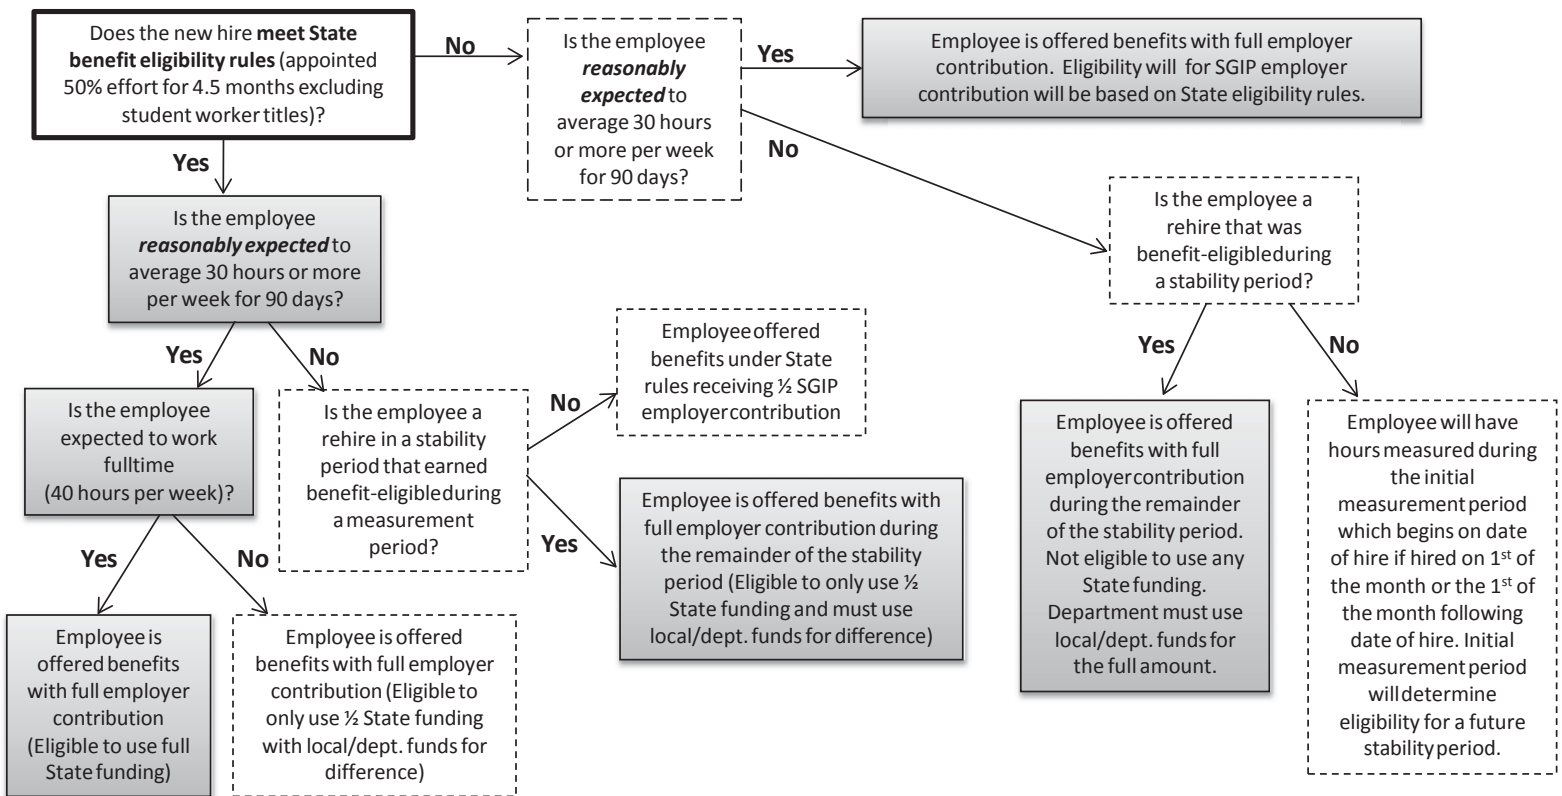 Does the new hire meet State
benefit eligibility rules (appointed
50% effort for 4.5 months excluding
student worker titles)?
No
Is the employee
reasonably
expected to
average 30 hours
or more per week
for 90 days?
Yes
Employee is offered benefits with full employer
contribution. Eligibility will for SGIP employer
contribution will be based on State eligibility rules.
No
Yes
Is the employee
reasonably expected to
average 30 hours or more
per week for 90 days?
Is the employee a
rehire that was
benefit-eligible during
a stability period?
Yes
No
Yes
No
Is the employee
expected to work
fulltime
(40 hours per week)?
Is the employee a
rehire in a stability
period that earned
benefit-eligible during
a measurement
period?
No
Employee offered
benefits under State
rules receiving ½ SGIP
employer contribution
Yes
Employee is offered benefits with
full employer contribution during
the remainder of the stability
period (Eligible to only use ½
State funding and must use
local/dept. funds for difference)
Employee is offered
benefits with full
employer contribution
during the remainder
of the stability period.
Not eligible to use any
State funding.
Department must use
local/dept. funds for
the full amount.
Employee will have
hours measured during
the initial
measurement period
which begins on date
of hire if hired on 1st of
the month or the 1st of
the month following
date of hire. Initial
measurement period
will determine
eligibility for a future
stability period.
Yes
No
Employee is
offered benefits
with full employer
contribution
(Eligible to use full
State funding)
Employee is offered
benefits with full employer
contribution (Eligible to
only use ½ State funding
with local/dept. funds for
difference)